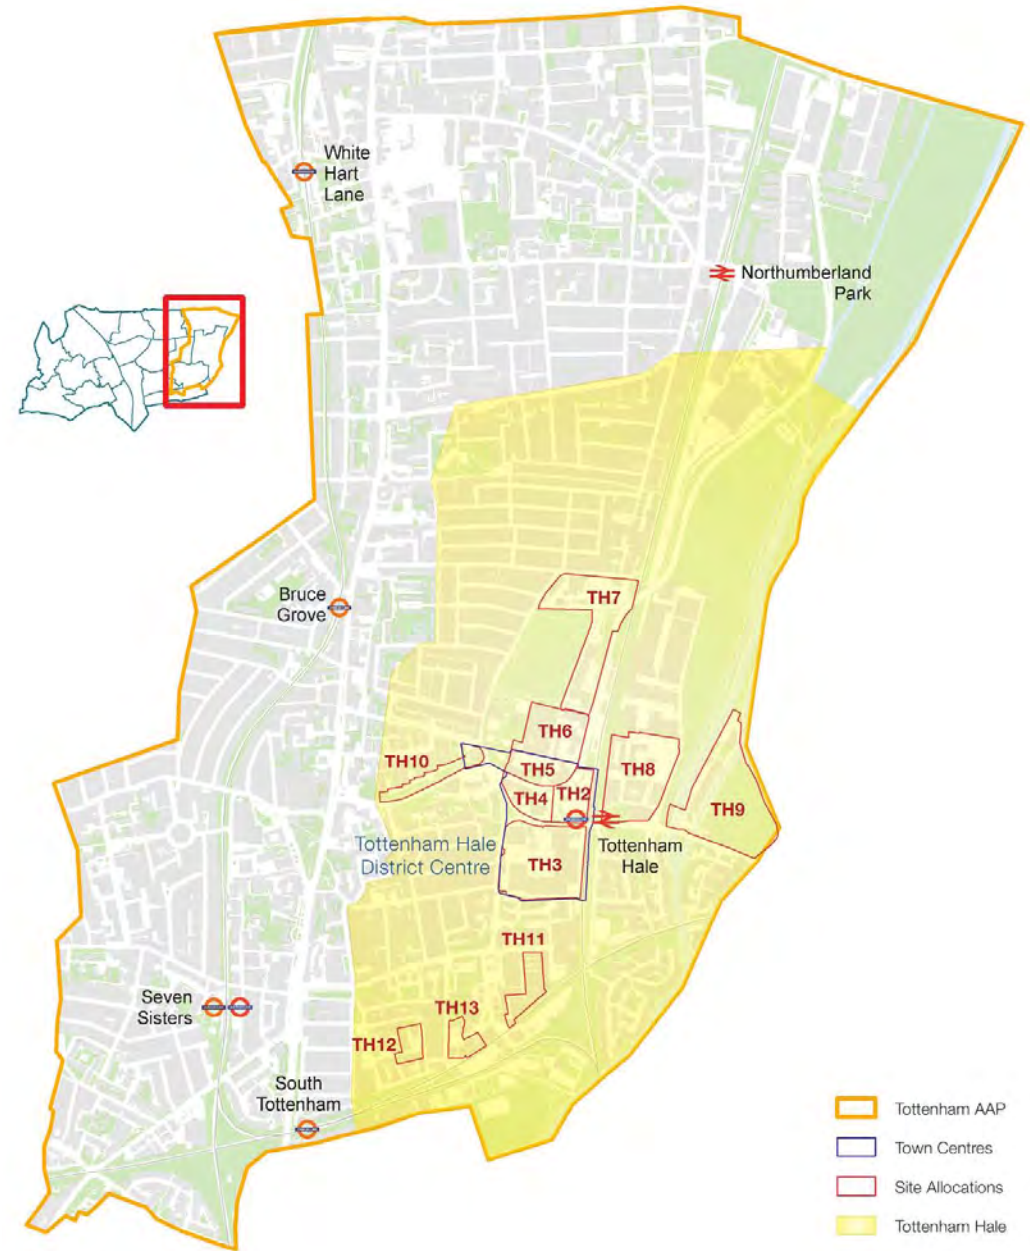 White
Hart
Lane
Northumberland
Park
Bruce
Grove
TH7
TH6
TH10
TH5
TH8
TH4
TH2
TH9
Tottenham Hale
District Centre
Tottenham
Hale
TH3
TH11
Seven
Sisters
TH13
TH12
South
Tottenham
Tottenham AAP
Town Centres
Site Allocations
Tottenham Hale